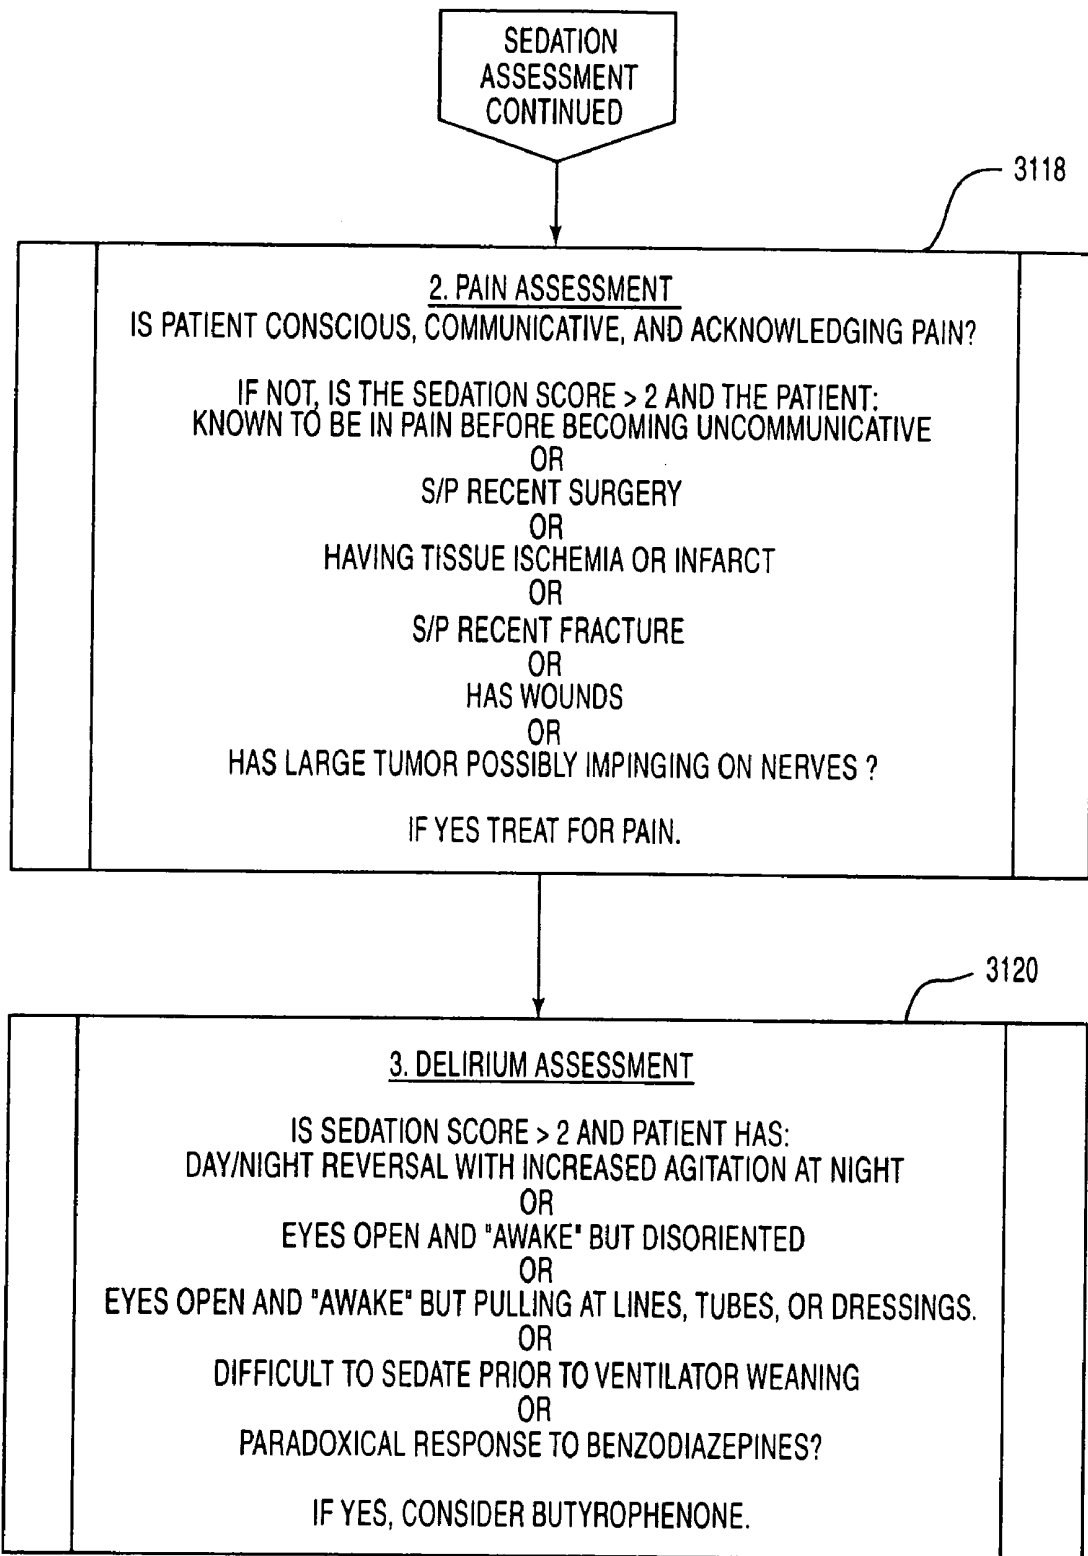 SEDATION
ASSESSMENT
CONTINUED
3118
2. PAIN ASSESSMENT
IS PATIENT CONSCIOUS, COMMUNICATIVE, AND ACKNOWLEDGING PAIN?
IF NOT, IS THE SEDATION SCORE > 2 AND THE PATIENT:
KNOWN TO BE IN PAIN BEFORE BECOMING UNCOMMUNICATIVE
OR
S/P RECENT SURGERY
OR
HAVING TISSUE ISCHEMIA OR INFARCT
OR
S/P RECENT FRACTURE
OR
HAS WOUNDS
OR
HAS LARGE TUMOR POSSIBLY IMPINGING ON NERVES ?
IF YES TREAT FOR PAIN.
3120
3. DELIRIUM ASSESSMENT
IS SEDATION SCORE > 2 AND PATIENT HAS:
DAY/NIGHT REVERSAL WITH INCREASED AGITATION AT NIGHT
OR
EYES OPEN AND "AWAKE" BUT DISORIENTED
OR
EYES OPEN AND "AWAKE" BUT PULLING AT LINES, TUBES, OR DRESSINGS.
OR
DIFFICULT TO SEDATE PRIOR TO VENTILATOR WEANING
OR
PARADOXICAL RESPONSE TO BENZODIAZEPINES?
IF YES, CONSIDER BUTYROPHENONE.